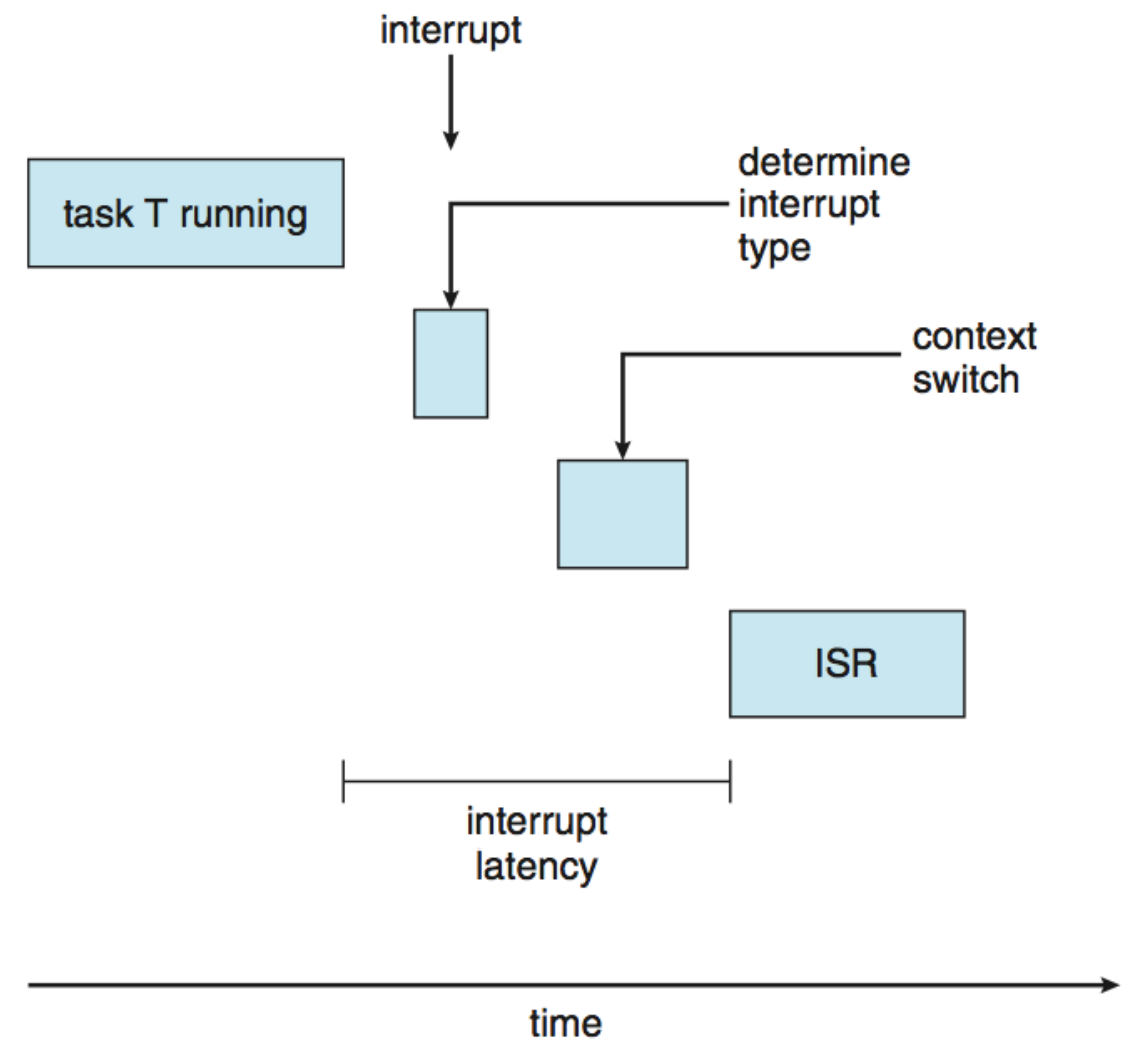 interrupt
task T running
determine
interrupt
type
context
switch
ISR
interrupt
latency
time